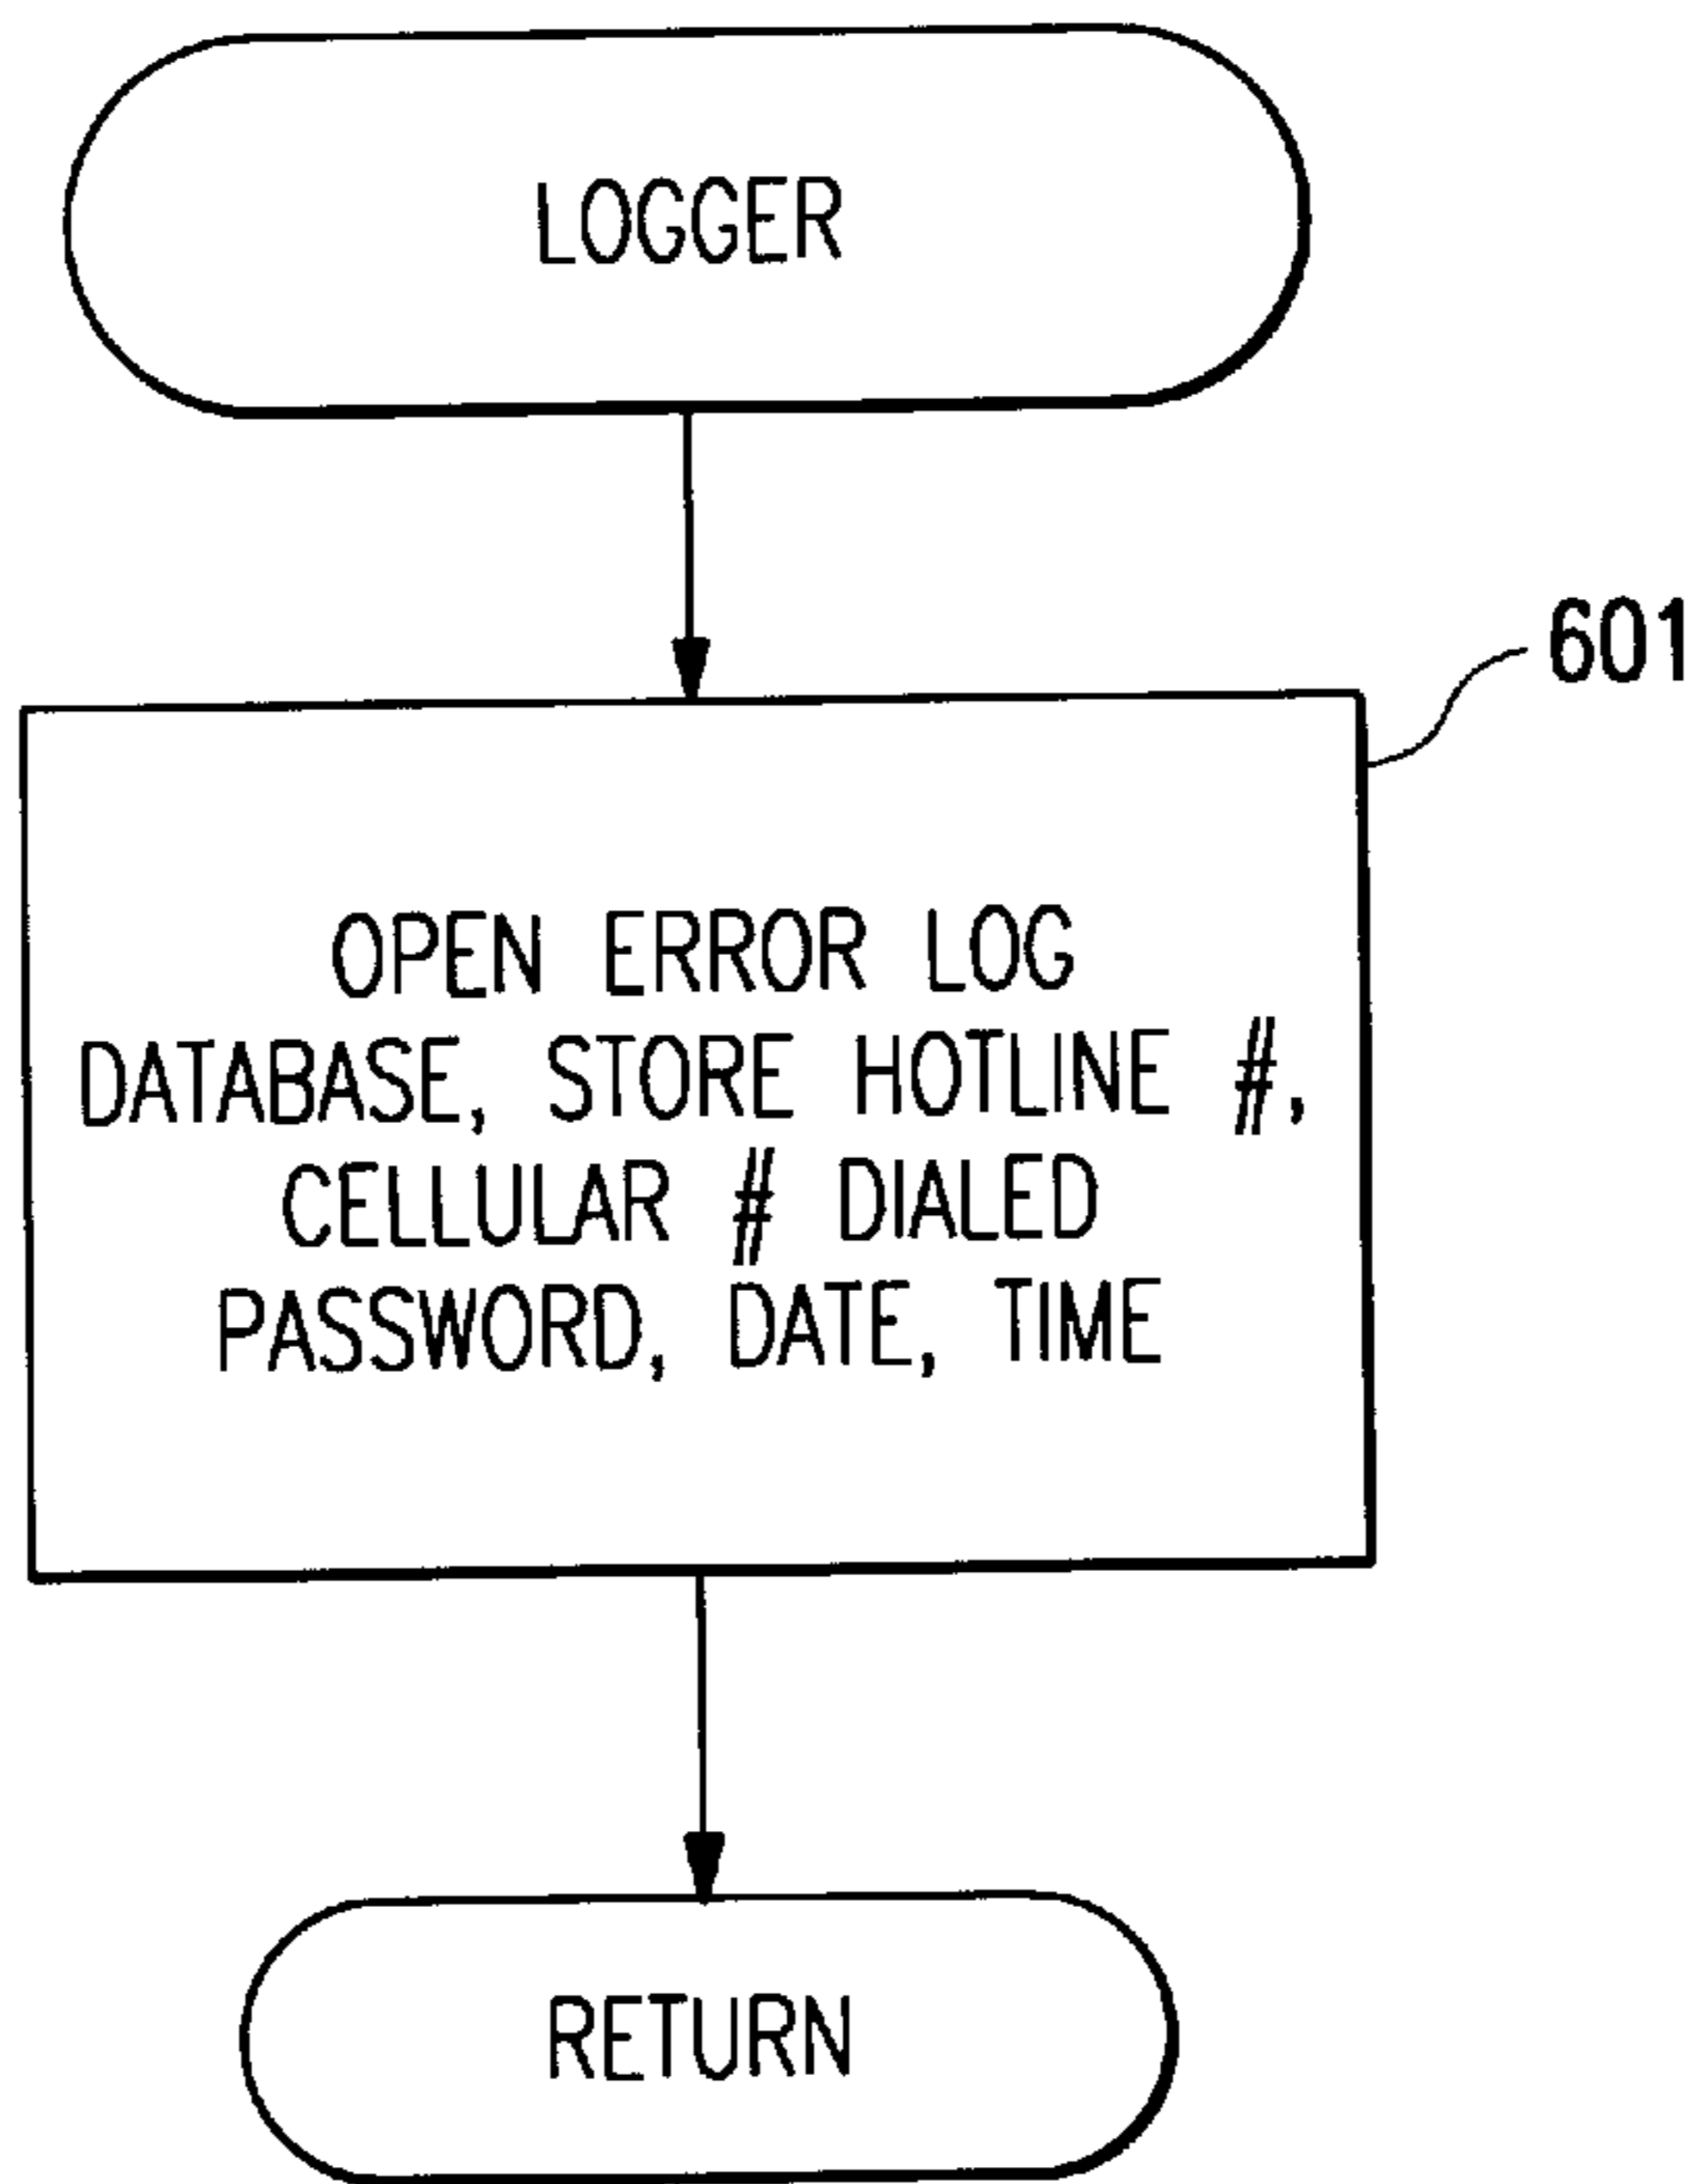 LOGGER
601
OPEN ERROR LOG
DATABASE, STORE HOTLINE #,
CELLULAR # DIALED
PASSWORD, DATE, TIME
RETURN